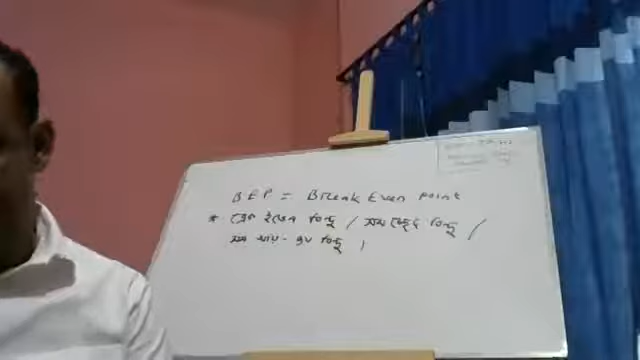 BEP = Break Even Point
* ব্রেক ইভেন বিন্দু / সমচ্ছেদ বিন্দু /
সম আয়-ব্যয় বিন্দু ।